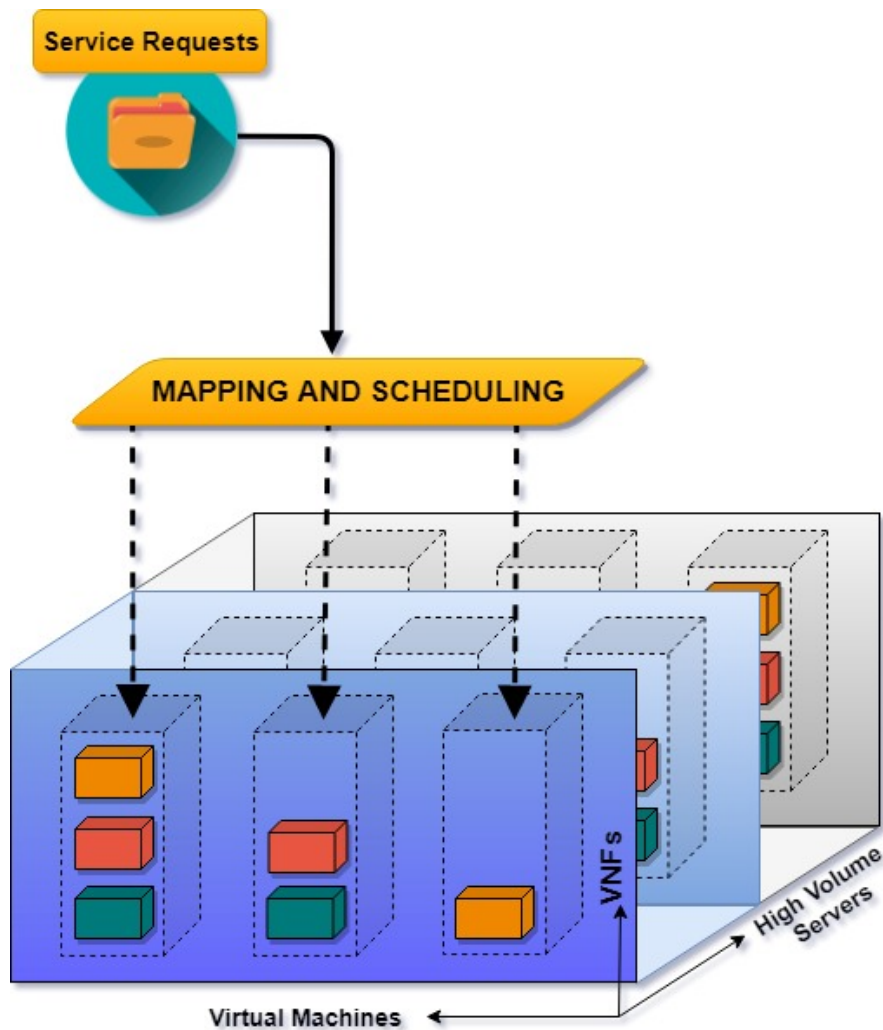 Service Requests
MAPPING AND SCHEDULING
VNFs
High Volume
Servers
Virtual Machines